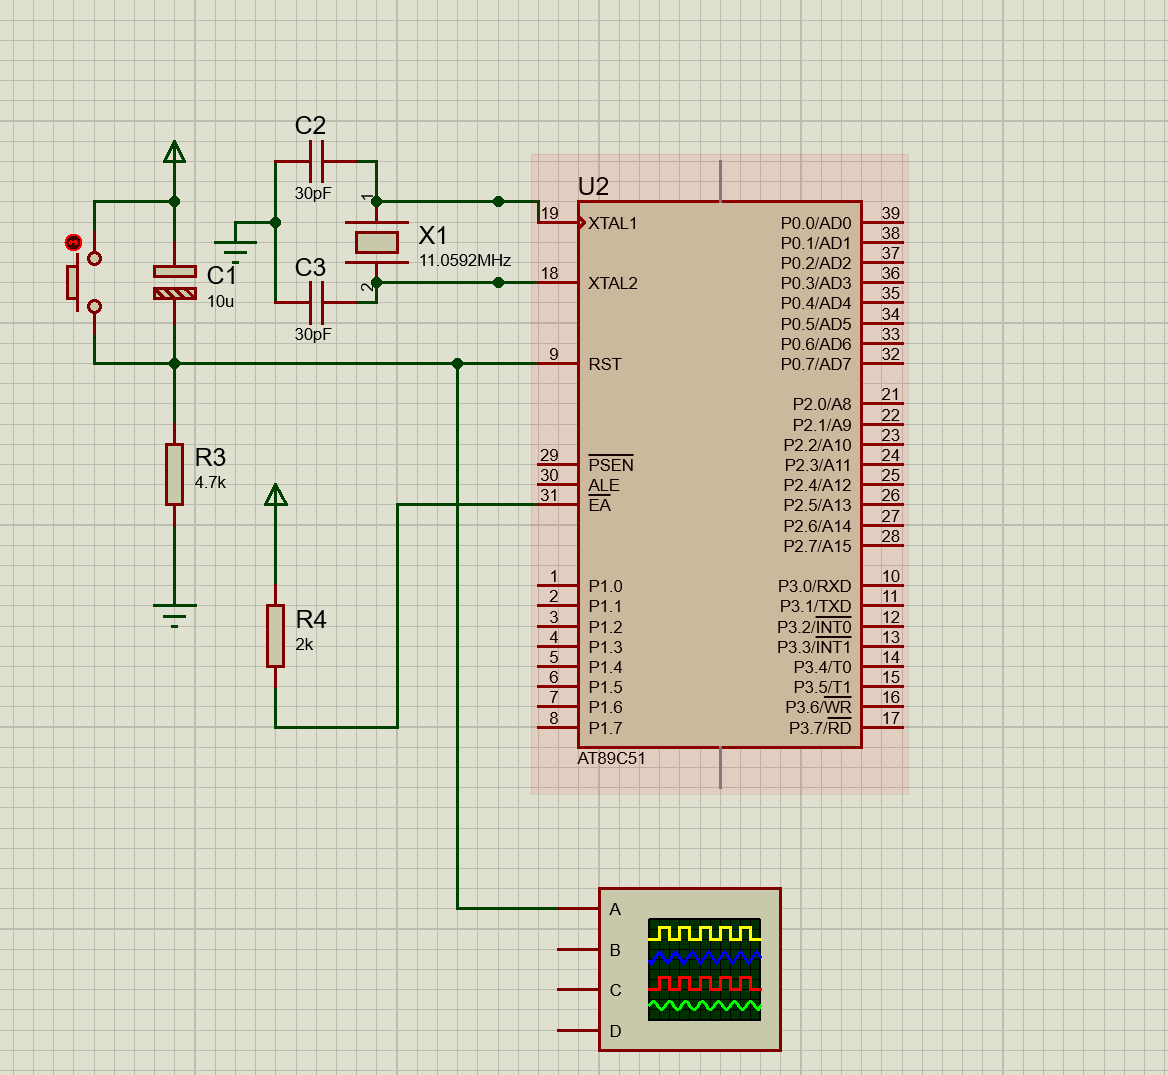 C2
30pF
1
X1
11.0592MHz
2
C3
30pF
C1
10u
R3
4.7k
R4
2k
U2
19 XTAL1
18 XTAL2
9 RST
29 PSEN
30 ALE
31 EA
1 P1.0
2 P1.1
3 P1.2
4 P1.3
5 P1.4
6 P1.5
7 P1.6
8 P1.7
P0.0/AD0 39
P0.1/AD1 38
P0.2/AD2 37
P0.3/AD3 36
P0.4/AD4 35
P0.5/AD5 34
P0.6/AD6 33
P0.7/AD7 32
P2.0/A8 21
P2.1/A9 22
P2.2/A10 23
P2.3/A11 24
P2.4/A12 25
P2.5/A13 26
P2.6/A14 27
P2.7/A15 28
P3.0/RXD 10
P3.1/TXD 11
P3.2/INT0 12
P3.3/INT1 13
P3.4/T0 14
P3.5/T1 15
P3.6/WR 16
P3.7/RD 17
AT89C51
A
B
C
D